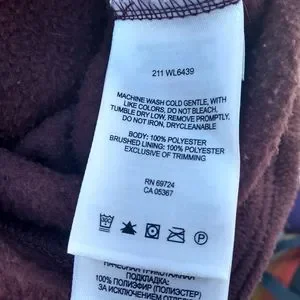 211 WL6439
MACHINE WASH COLD GENTLE, WITH
LIKE COLORS, DO NOT BLEACH,
TUMBLE DRY LOW, REMOVE PROMPTLY,
DO NOT IRON, DRYCLEANABLE
BODY: 100% POLYESTER
BRUSHED LINING: 100% POLYESTER
EXCLUSIVE OF TRIMMING
RN 69724
CA 05367
P
ТРИКОТАЖНАЯ
ПОДКЛАДКА:
100% ПОЛИЭФИР (ПОЛИЭСТЕР)
ЗА ИСКЛЮЧЕНИЕМ